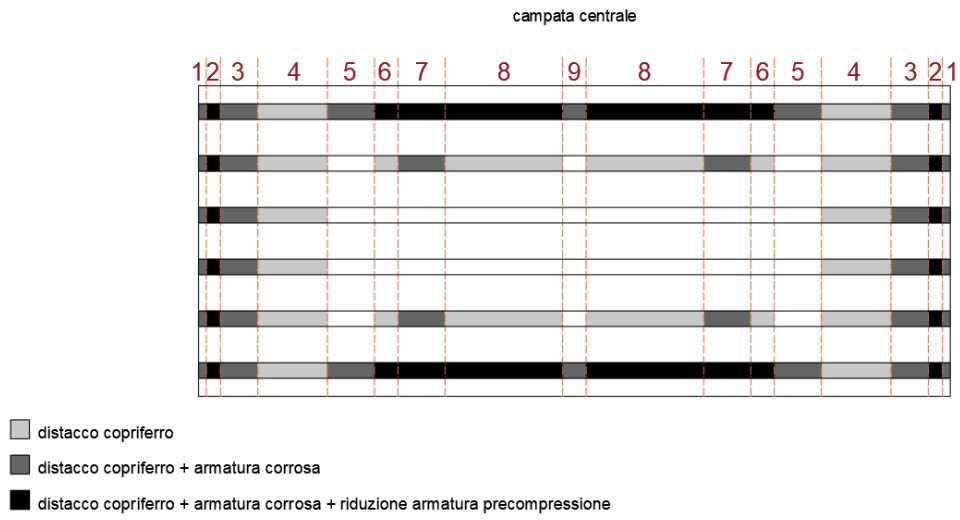 campata centrale
1 2 3 4 5 6 7 8 9 8 7 6 5 4 3 2 1
distacco copriferro
distacco copriferro + armatura corrosa
distacco copriferro + armatura corrosa + riduzione armatura precompressione